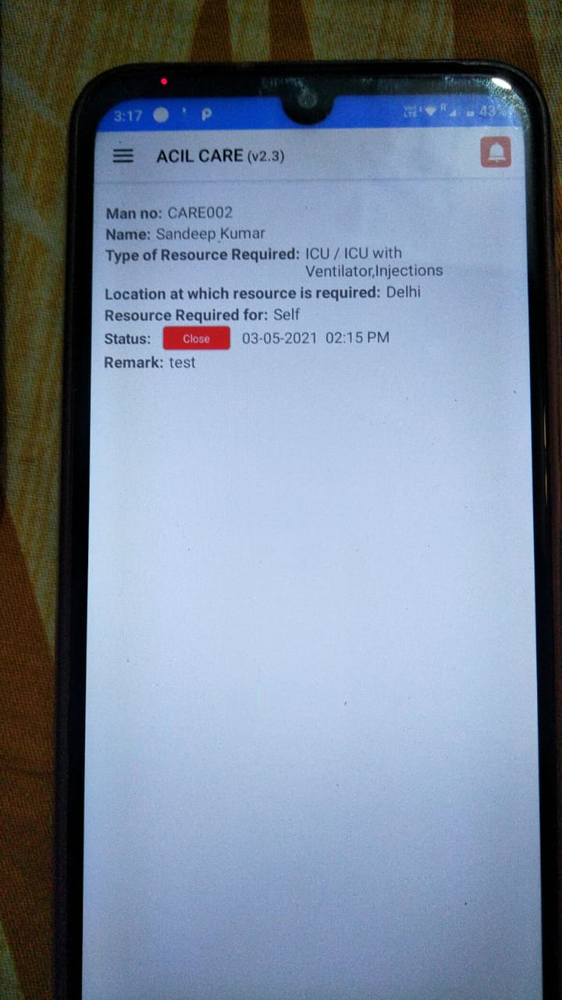 3:17 P VoLTE R 43%
ACIL CARE (v2.3)
Man no: CARE002
Name: Sandeep Kumar
Type of Resource Required: ICU / ICU with
Ventilator,Injections
Location at which resource is required: Delhi
Resource Required for: Self
Status: Close 03-05-2021 02:15 PM
Remark: test